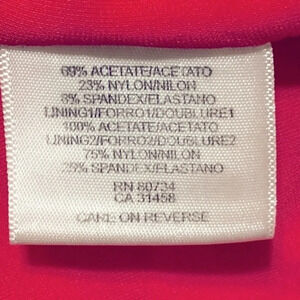 69% ACETATE/ACETATO
23% NYLON/NILON
8% SPANDEX/ELASTANO
LINING1/FORRO1/DOUBLURE1
100% ACETATE/ACETATO
LINING2/FORRO2/DOUBLURE2
75% NYLON/NILON
25% SPANDEX/ELASTANO
RN 80734
CA 31458
CARE ON REVERSE